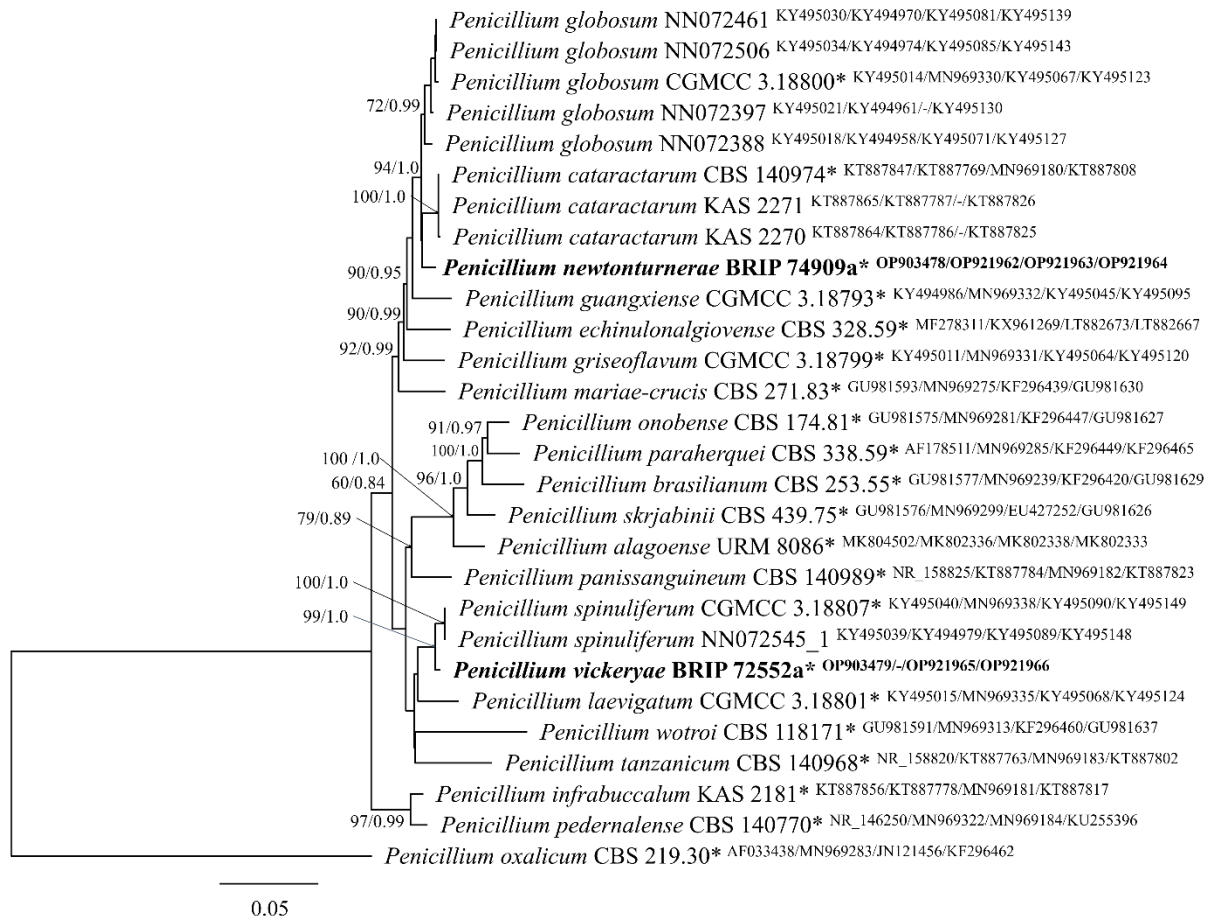 Penicillium globosum NN072461 KY495030/KY494970/KY495081/KY495139
Penicillium globosum NN072506 KY495034/KY494974/KY495085/KY495143
Penicillium globosum CGMCC 3.18800* KY495014/MN969330/KY495067/KY495123
72/0.99
Penicillium globosum NN072397 KY495021/KY494961/-/KY495130
Penicillium globosum NN072388 KY495018/KY494958/KY495071/KY495127
94/1.0
Penicillium cataractarum CBS 140974* KT887847/KT887769/MN969180/KT887808
100/1.0
Penicillium cataractarum KAS 2271 KT887865/KT887787/-/KT887826
Penicillium cataractarum KAS 2270 KT887864/KT887786/-/KT887825
Penicillium newtonturnerae BRIP 74909a* OP903478/OP921962/OP921963/OP921964
90/0.95
Penicillium guangxiense CGMCC 3.18793* KY494986/MN969332/KY495045/KY495095
90/0.99
Penicillium echinulonalgiovense CBS 328.59* MF278311/KX961269/LT882673/LT882667
92/0.99
Penicillium griseoflavum CGMCC 3.18799* KY495011/MN969331/KY495064/KY495120
Penicillium mariae-crucis CBS 271.83* GU981593/MN969275/KF296439/GU981630
Penicillium onobense CBS 174.81* GU981575/MN969281/KF296447/GU981627
91/0.97
100/1.0
Penicillium paraherquei CBS 338.59* AF178511/MN969285/KF296449/KF296465
100 /1.0
96/1.0
60/0.84
Penicillium brasilianum CBS 253.55* GU981577/MN969239/KF296420/GU981629
79/0.89
Penicillium skrjabinii CBS 439.75* GU981576/MN969299/EU427252/GU981626
Penicillium alagoense URM 8086* MK804502/MK802336/MK802338/MK802333
Penicillium panissanguineum CBS 140989* NR_158825/KT887784/MN969182/KT887823
100/1.0
Penicillium spinuliferum CGMCC 3.18807* KY495040/MN969338/KY495090/KY495149
99/1.0
Penicillium spinuliferum NN072545_1 KY495039/KY494979/KY495089/KY495148
Penicillium vickeryae BRIP 72552a* OP903479/-/OP921965/OP921966
Penicillium laevigatum CGMCC 3.18801* KY495015/MN969335/KY495068/KY495124
Penicillium wotroi CBS 118171* GU981591/MN969313/KF296460/GU981637
Penicillium tanzanicum CBS 140968* NR_158820/KT887763/MN969183/KT887802
Penicillium infrabuccalum KAS 2181* KT887856/KT887778/MN969181/KT887817
97/0.99
Penicillium pedernalense CBS 140770* NR_146250/MN969322/MN969184/KU255396
Penicillium oxalicum CBS 219.30* AF033438/MN969283/JN121456/KF296462
0.05